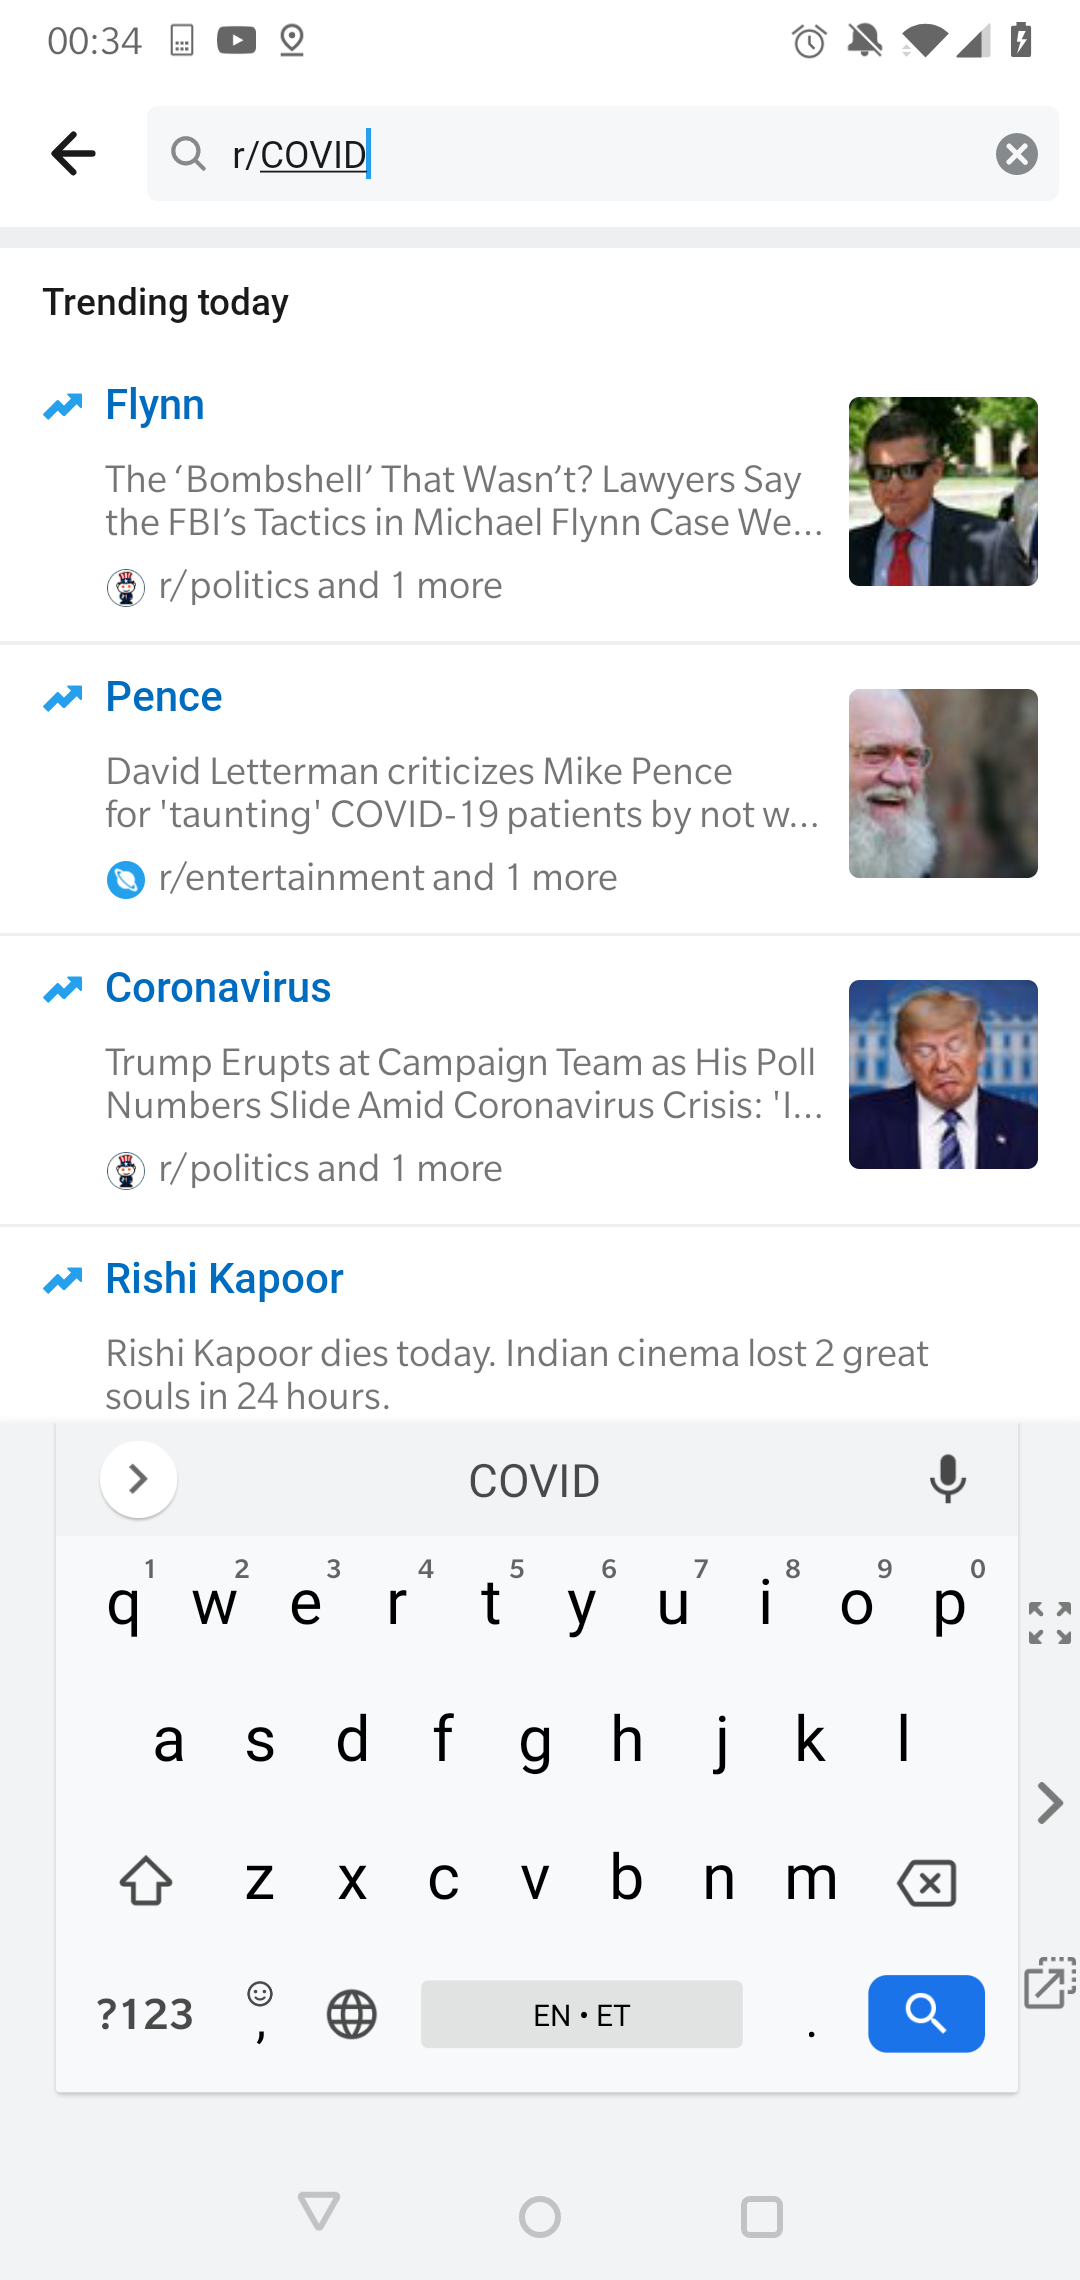 00:34
r/COVID
Trending today
Flynn
The ‘Bombshell’ That Wasn’t? Lawyers Say
the FBI’s Tactics in Michael Flynn Case We...
r/politics and 1 more
Pence
David Letterman criticizes Mike Pence
for 'taunting' COVID-19 patients by not w...
r/entertainment and 1 more
Coronavirus
Trump Erupts at Campaign Team as His Poll
Numbers Slide Amid Coronavirus Crisis: 'I...
r/politics and 1 more
Rishi Kapoor
Rishi Kapoor dies today. Indian cinema lost 2 great
souls in 24 hours.
COVID
1 2 3 4 5 6 7 8 9 0
q w e r t y u i o p
a s d f g h j k l
z x c v b n m
?123 , EN • ET .